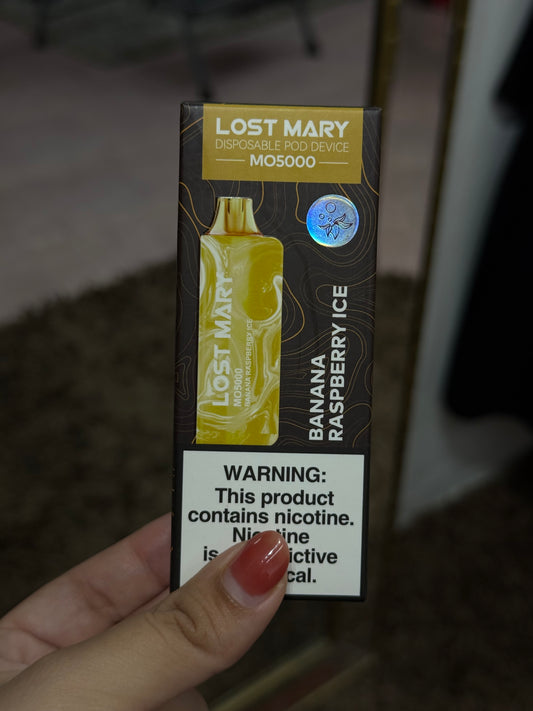 LOST MARY
DISPOSABLE POD DEVICE
MO5000
LOST MARY
MO5000
BANANA RASPBERRY ICE
BANANA
RASPBERRY ICE
WARNING:
This product
contains nicotine.
is